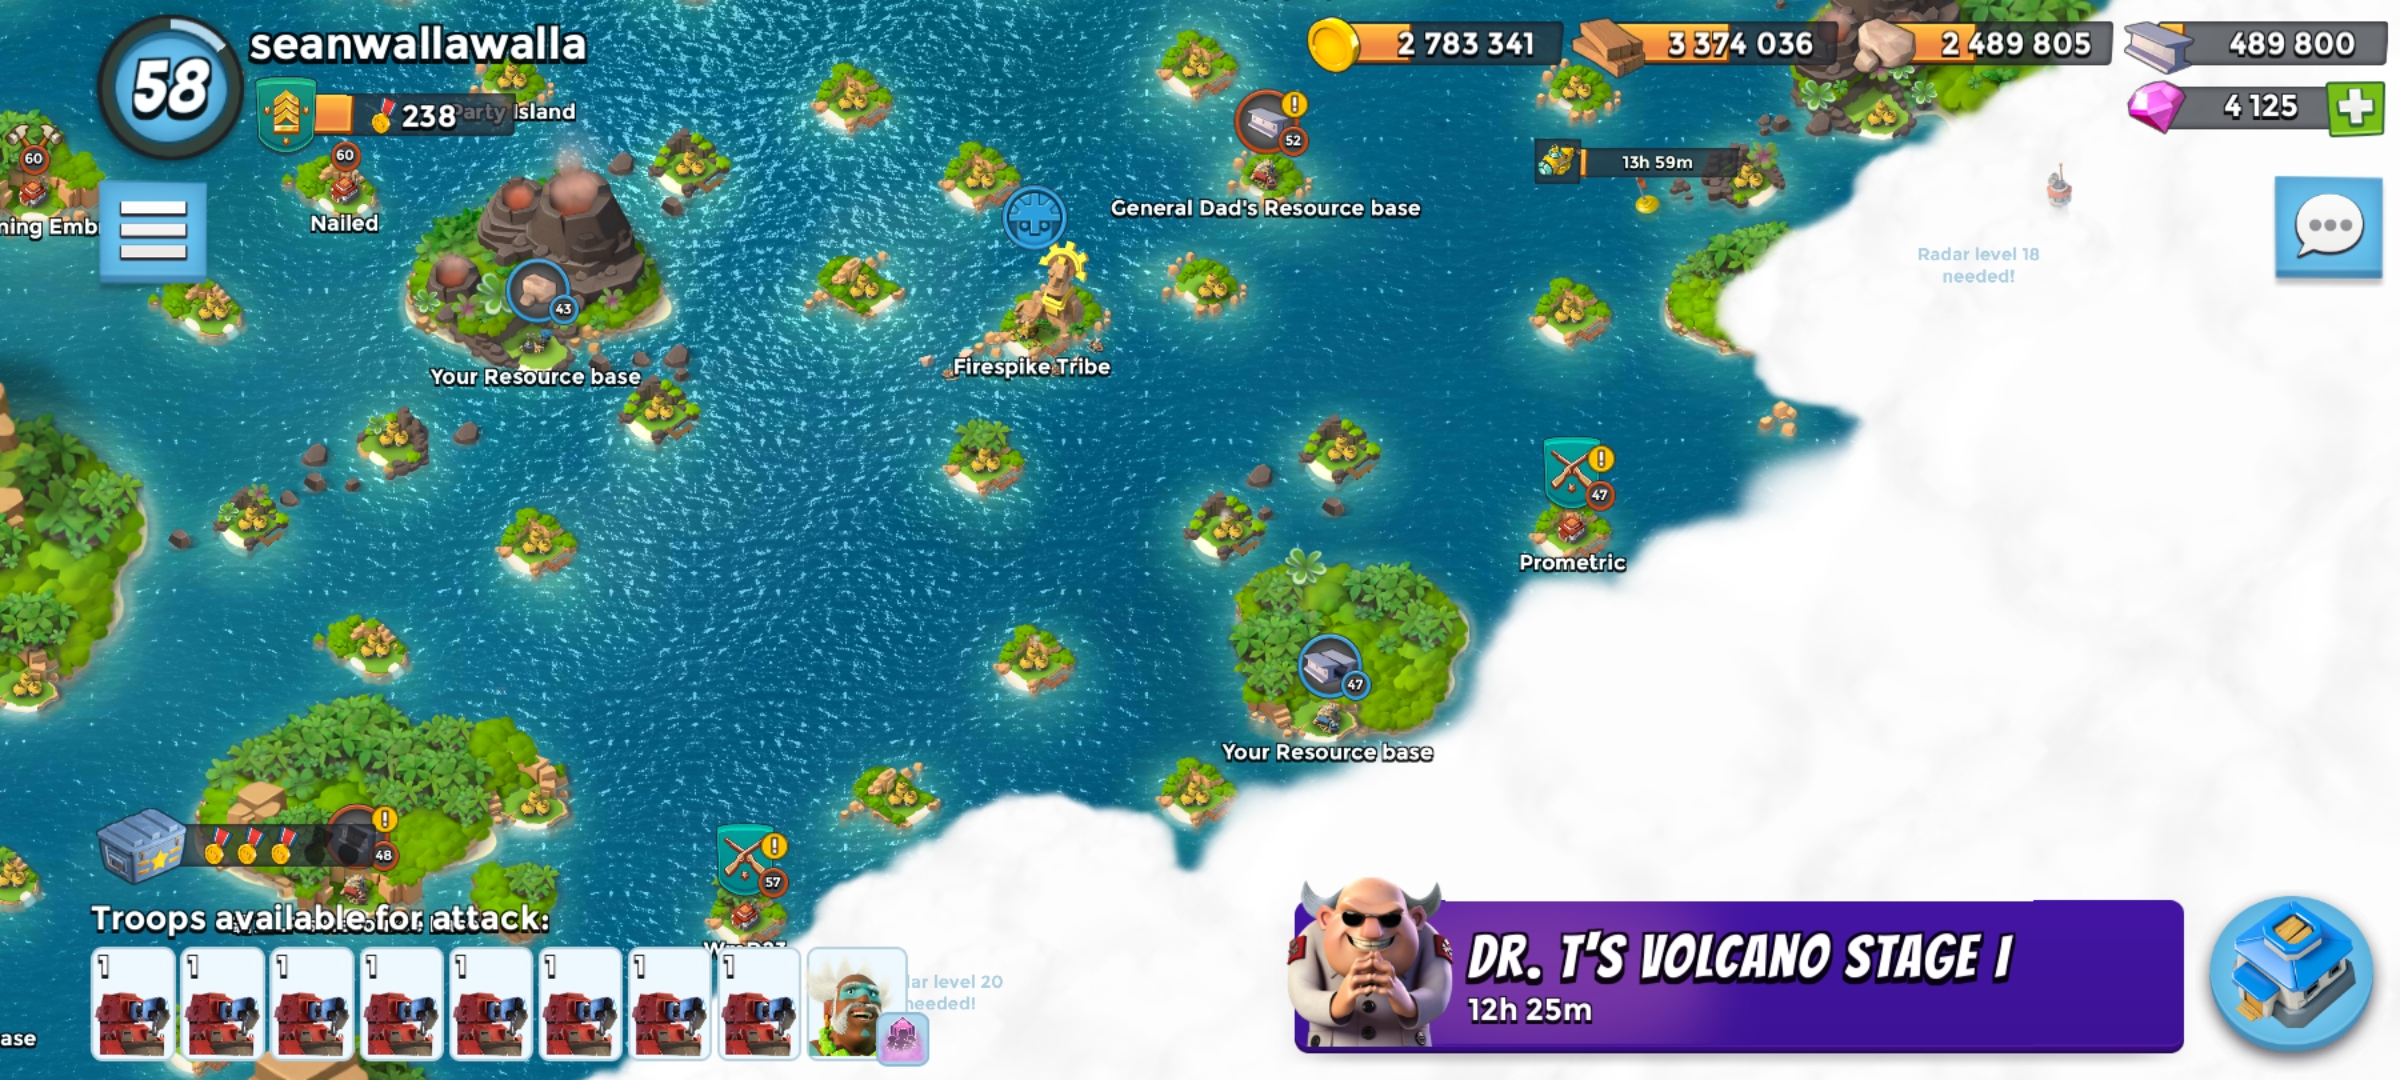 58
seanwallawalla
2 783 341
3 374 036
2 489 805
489 800
238
Party Island
4 125
52
60
60
13h 59m
Nailed
General Dad's Resource base
ning Emb
Radar level 18
needed!
43
Firespike Tribe
Your Resource base
47
Prometric
47
Your Resource base
48
57
Troops available for attack:
1
1
1
1
1
1
1
1
lar level 20
needed!
DR. T'S VOLCANO STAGE I
12h 25m
ase